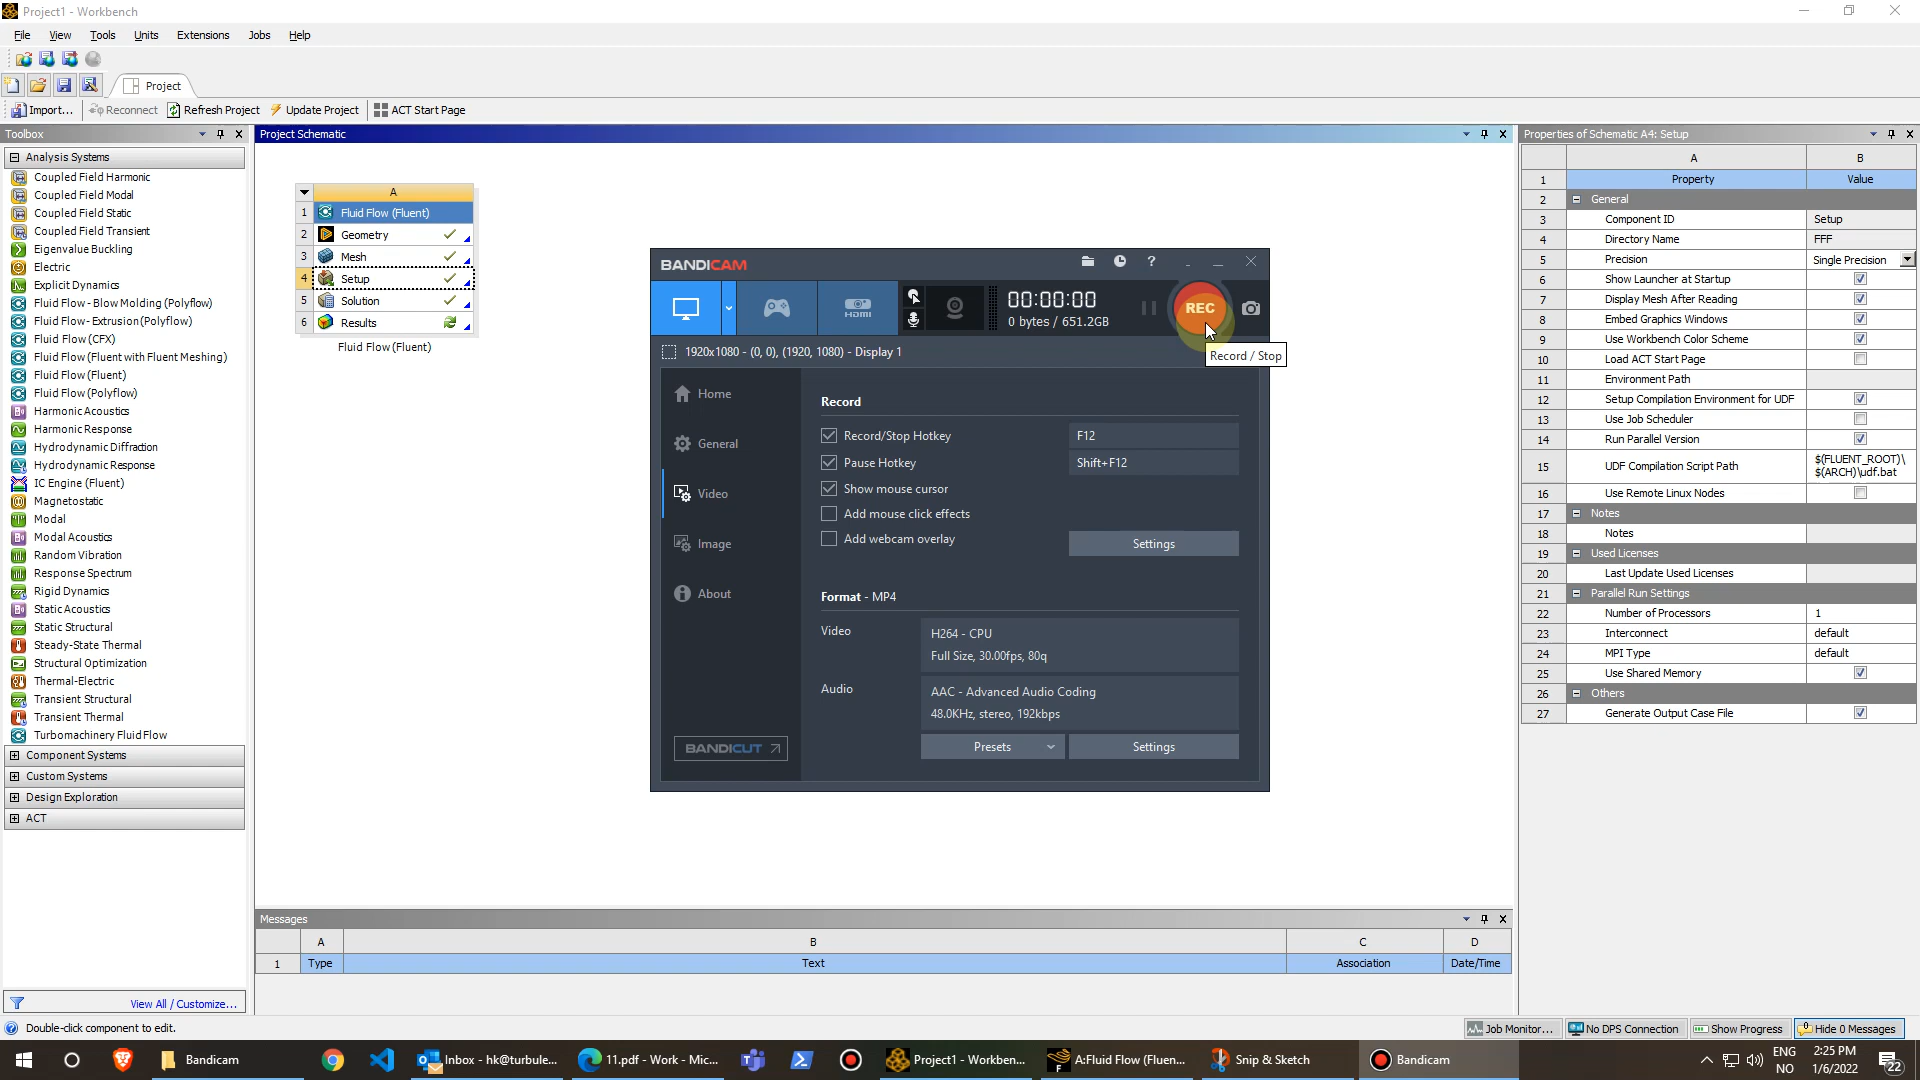 Project1 - Workbench
File View Tools Units Extensions Jobs Help
Project
Import... Reconnect Refresh Project Update Project ACT Start Page
Toolbox
Analysis Systems
Coupled Field Harmonic
Coupled Field Modal
Coupled Field Static
Coupled Field Transient
Eigenvalue Buckling
Electric
Explicit Dynamics
Fluid Flow - Blow Molding (Polyflow)
Fluid Flow- Extrusion(Polyflow)
Fluid Flow (CFX)
Fluid Flow (Fluent with Fluent Meshing)
Fluid Flow (Fluent)
Fluid Flow (Polyflow)
Harmonic Acoustics
Harmonic Response
Hydrodynamic Diffraction
Hydrodynamic Response
IC Engine (Fluent)
Magnetostatic
Modal
Modal Acoustics
Random Vibration
Response Spectrum
Rigid Dynamics
Static Acoustics
Static Structural
Steady-State Thermal
Structural Optimization
Thermal-Electric
Transient Structural
Transient Thermal
Turbomachinery Fluid Flow
Component Systems
Custom Systems
Design Exploration
ACT
View All / Customize...
Project Schematic
A
1 Fluid Flow (Fluent)
2 Geometry
3 Mesh
4 Setup
5 Solution
6 Results
Fluid Flow (Fluent)
BANDICAM
?
HDMI
00:00:00
0 bytes / 651.2GB
REC
Record / Stop
1920x1080 - (0, 0), (1920, 1080) - Display 1
Home
General
Video
Image
About
BANDICUT
Record
Record/Stop Hotkey F12
Pause Hotkey Shift+F12
Show mouse cursor
Add mouse click effects
Add webcam overlay
Settings
Format - MP4
Video
H264 - CPU
Full Size, 30.00fps, 80q
Audio
AAC - Advanced Audio Coding
48.0KHz, stereo, 192kbps
Presets Settings
Properties of Schematic A4: Setup
A B
1 Property Value
2 General
3 Component ID Setup
4 Directory Name FFF
5 Precision Single Precision
6 Show Launcher at Startup
7 Display Mesh After Reading
8 Embed Graphics Windows
9 Use Workbench Color Scheme
10 Load ACT Start Page
11 Environment Path
12 Setup Compilation Environment for UDF
13 Use Job Scheduler
14 Run Parallel Version
15 UDF Compilation Script Path $(FLUENT_ROOT)\
$(ARCH)\udf.bat
16 Use Remote Linux Nodes
17 Notes
18 Notes
19 Used Licenses
20 Last Update Used Licenses
21 Parallel Run Settings
22 Number of Processors 1
23 Interconnect default
24 MPI Type default
25 Use Shared Memory
26 Others
27 Generate Output Case File
Messages
A B C D
1 Type Text Association Date/Time
Double-click component to edit.
Job Monitor... No DPS Connection Show Progress Hide 0 Messages
Bandicam
Inbox - hk@turbule...
11.pdf - Work - Mic...
Project1 - Workben...
A:Fluid Flow (Fluen...
Snip & Sketch
Bandicam
ENG
NO
2:25 PM
1/6/2022
22